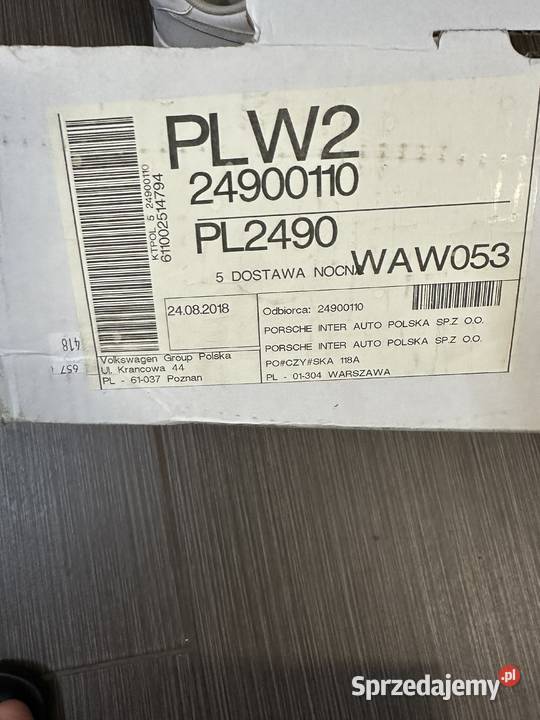 PLW2
24900110
PL2490
5 DOSTAWA NOCNA
WAW053
KTPOL 5 24900110
611002514794
24.08.2018
Odbiorca: 24900110
PORSCHE INTER AUTO POLSKA SP.Z O.O.
PORSCHE INTER AUTO POLSKA SP.Z O.O.
PO#CZY#SKA 118A
PL - 01-304 WARSZAWA
Volkswagen Group Polska
Ul. Krancowa 44
PL - 61-037 Poznan
418
657
Sprzedajemy.pl